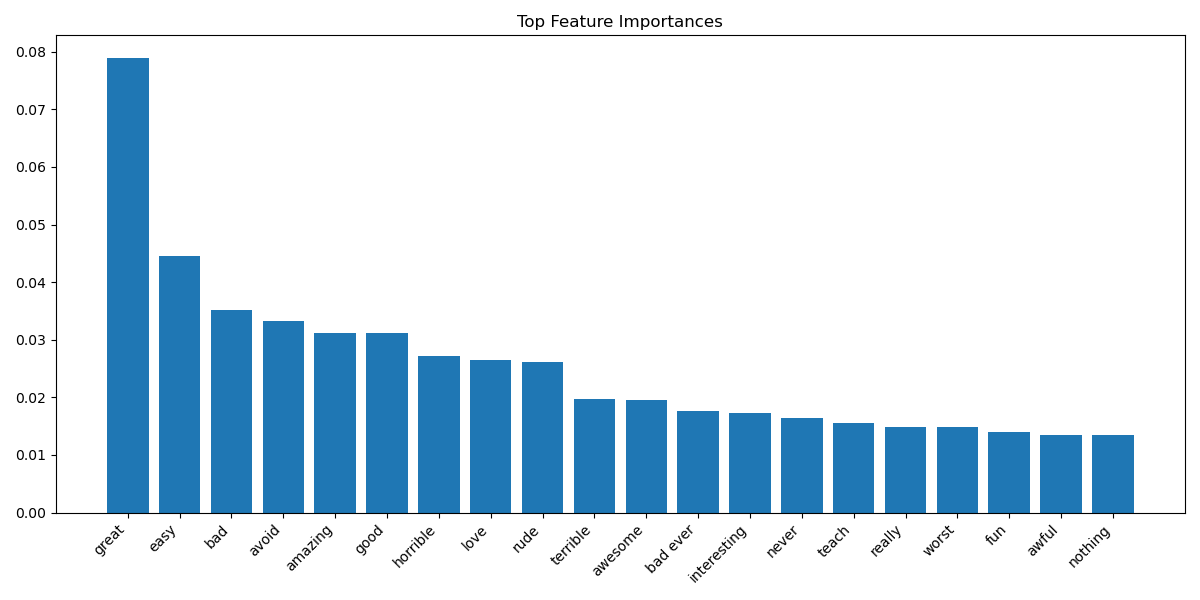 Top Feature Importances
0.08
0.07
0.06
0.05
0.04
0.03
0.02
0.01
0.00
great
easy
bad
avoid
amazing
good
horrible
love
rude
terrible
awesome
bad ever
interesting
never
teach
really
worst
fun
awful
nothing